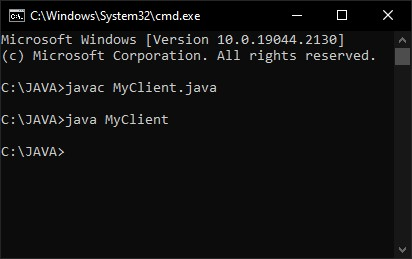 C:\Windows\System32\cmd.exe
Microsoft Windows [Version 10.0.19044.2130]
(c) Microsoft Corporation. All rights reserved.
C:\JAVA>javac MyClient.java
C:\JAVA>java MyClient
C:\JAVA>